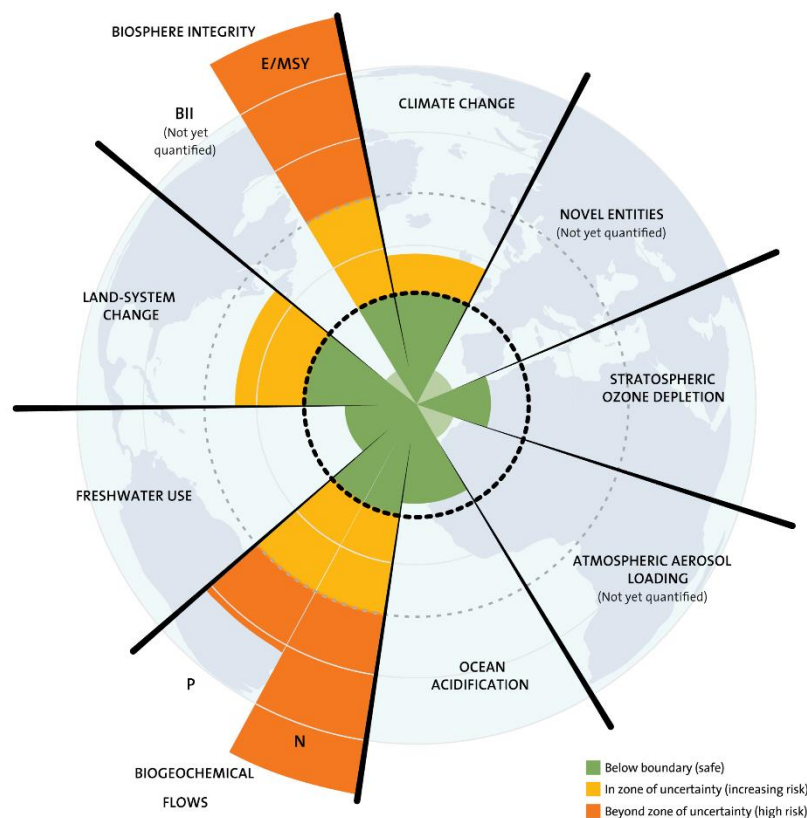 BIOSPHERE INTEGRITY
E/MSY
BII
(Not yet
quantified)
CLIMATE CHANGE
NOVEL ENTITIES
(Not yet quantified)
LAND-SYSTEM
CHANGE
STRATOSPHERIC
OZONE DEPLETION
FRESHWATER USE
ATMOSPHERIC AEROSOL
LOADING
(Not yet quantified)
OCEAN
ACIDIFICATION
P
N
BIOGEOCHEMICAL
FLOWS
Below boundary (safe)
In zone of uncertainty (increasing risk)
Beyond zone of uncertainty (high risk)